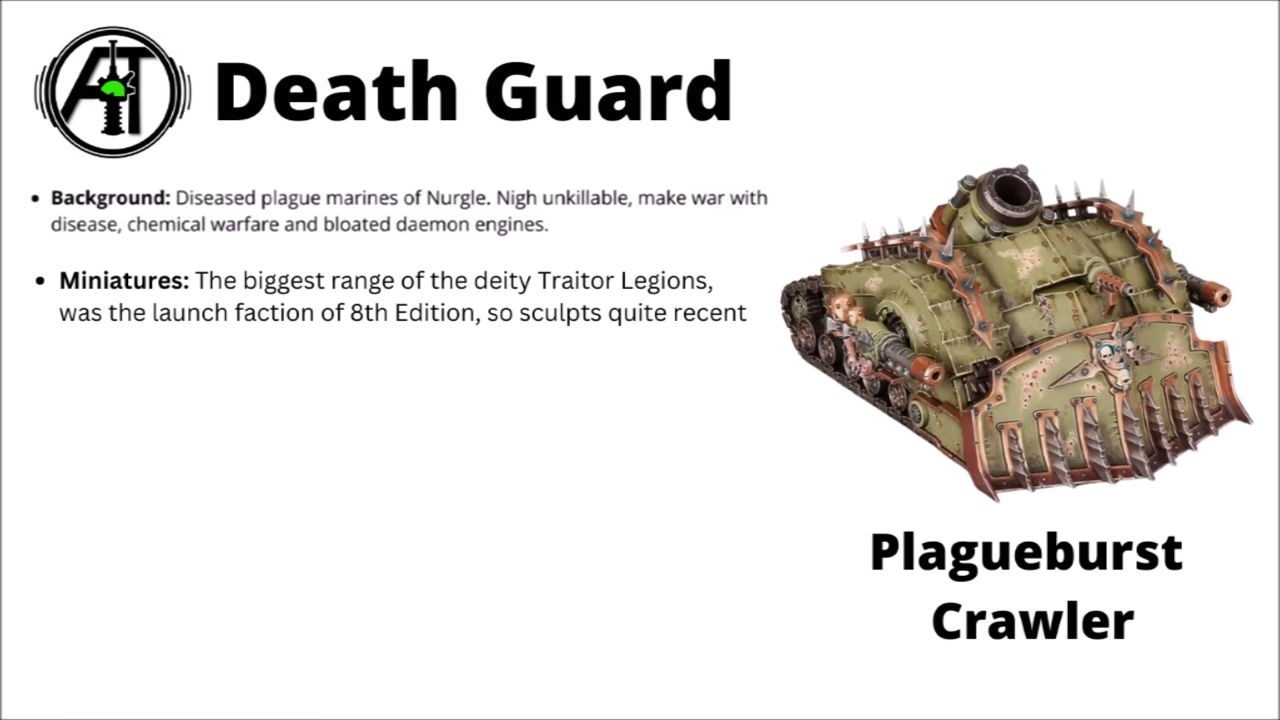 AT
Death Guard
• Background: Diseased plague marines of Nurgle. Nigh unkillable, make war with
disease, chemical warfare and bloated daemon engines.
• Miniatures: The biggest range of the deity Traitor Legions,
was the launch faction of 8th Edition, so sculpts quite recent
Plagueburst
Crawler